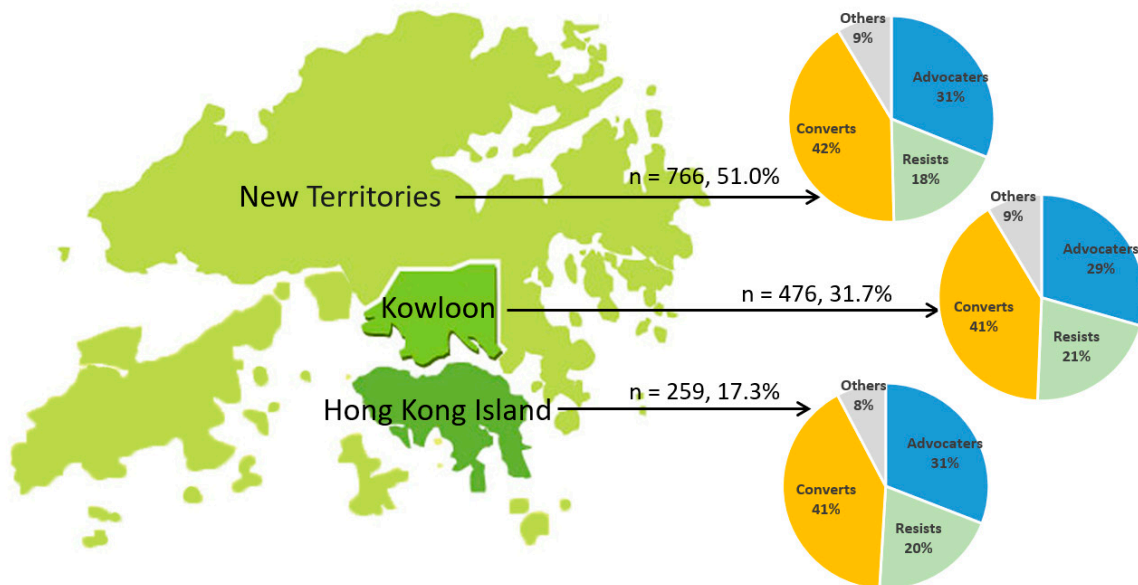 New Territories
n = 766, 51.0%
Others
9%
Advocaters
31%
Converts
42%
Resists
18%
Kowloon
n = 476, 31.7%
Others
9%
Advocaters
29%
Converts
41%
Resists
21%
Hong Kong Island
n = 259, 17.3%
Others
8%
Advocaters
31%
Converts
41%
Resists
20%